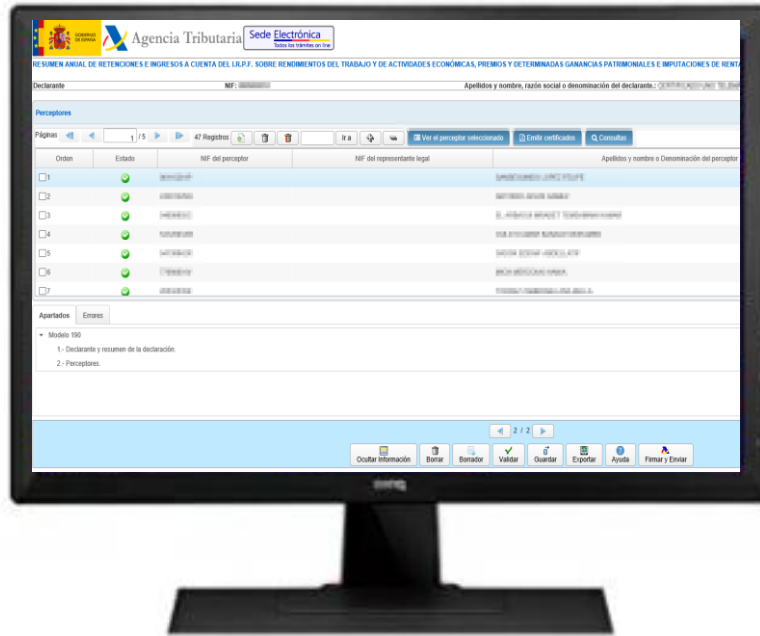 GOBIERNO DE ESPAÑA
Agencia Tributaria
Sede Electrónica
Todos los trámites on line
RESUMEN ANUAL DE RETENCIONES E INGRESOS A CUENTA DEL I.R.P.F. SOBRE RENDIMIENTOS DEL TRABAJO Y DE ACTIVIDADES ECONÓMICAS, PREMIOS Y DETERMINADAS GANANCIAS PATRIMONIALES E IMPUTACIONES DE RENTA
Declarante NIF: Apellidos y nombre, razón social o denominación del declarante.:
Perceptores
Páginas 1 / 5 47 Registros Ir a Ver el perceptor seleccionado Emitir certificados Consultas
Orden Estado NIF del perceptor NIF del representante legal Apellidos y nombre o Denominación del perceptor
1
2
3
4
5
6
7
Apartados Errores
Modelo 190
1.- Declarante y resumen de la declaración.
2.- Perceptores.
2 / 2
Ocultar Información Borrar Borrador Validar Guardar Exportar Ayuda Firmar y Enviar
BenQ